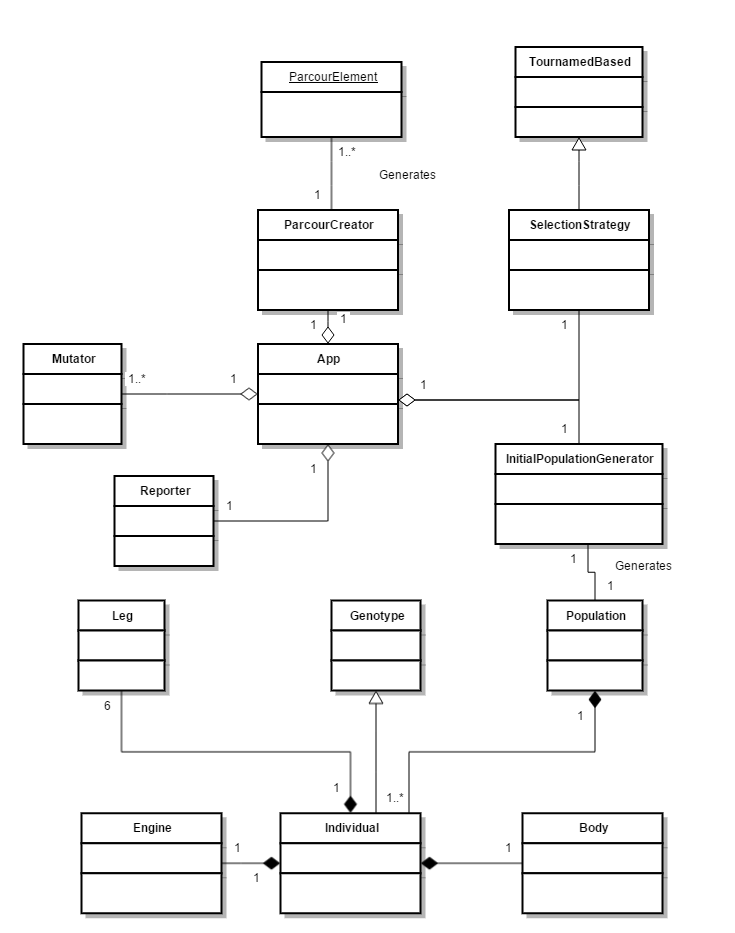 TournamedBased
ParcourElement
1..*
Generates
1
ParcourCreator
SelectionStrategy
1
1
1
Mutator
App
1..*
1
1
1
InitialPopulationGenerator
1
Reporter
1
1
Generates
1
Leg
Genotype
Population
6
1
1
1..*
Engine
Individual
Body
1
1
1